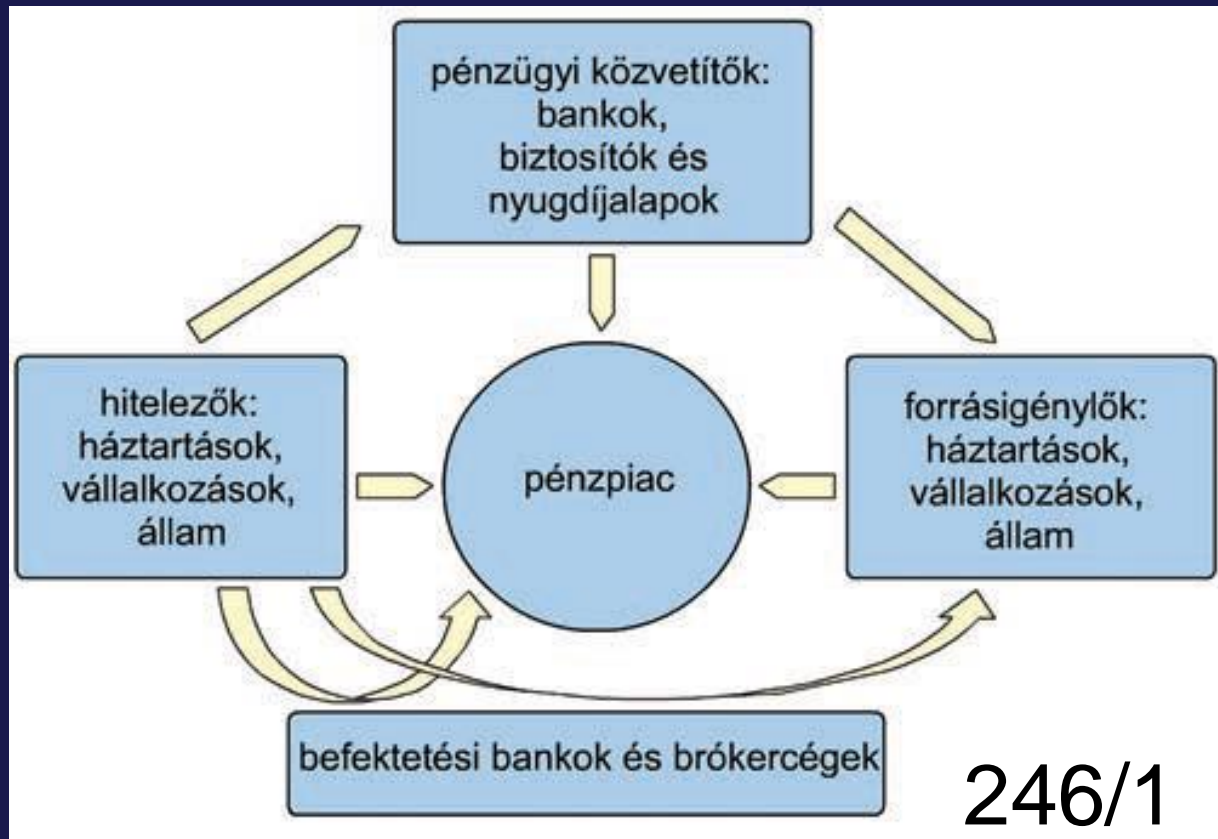 pénzügyi közvetítők:
bankok,
biztosítók és
nyugdíjalapok
hitelezők:
háztartások,
vállalkozások,
állam
pénzpiac
forrásigénylők:
háztartások,
vállalkozások,
állam
befektetési bankok és brókercégek
246/1